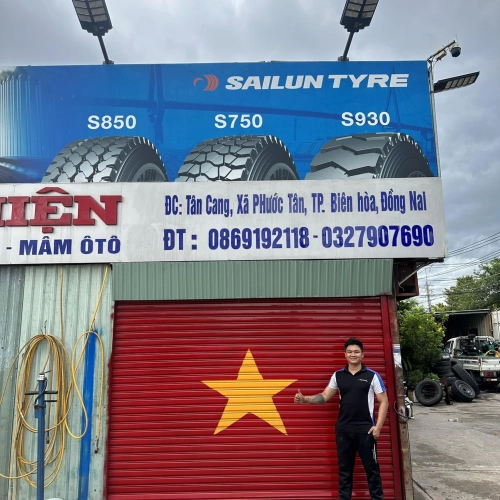 SAILUN TYRE
S850 S750 S930
IỆN
ĐC: Tân Cang, Xã Phước Tân, TP. Biên hòa, Đồng Nai
- MÂM ÔTÔ
ĐT : 0869192118 - 0327907690